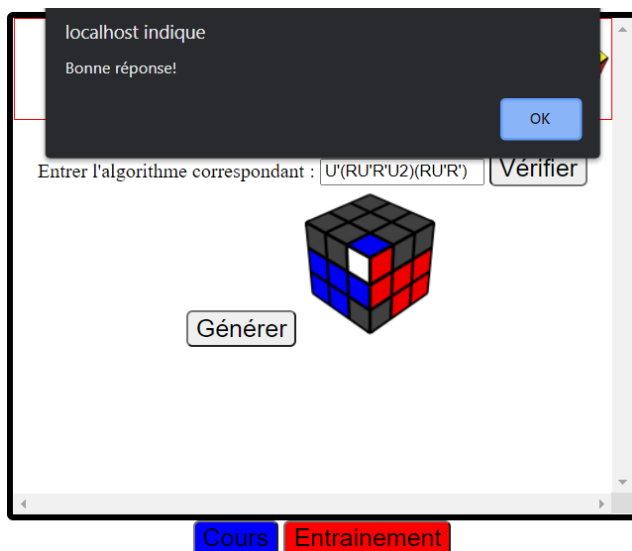 localhost indique
Bonne réponse!
OK
Entrer l'algorithme correspondant : U'(RU'R'U2)(RU'R') Vérifier
Générer
Cours Entrainement